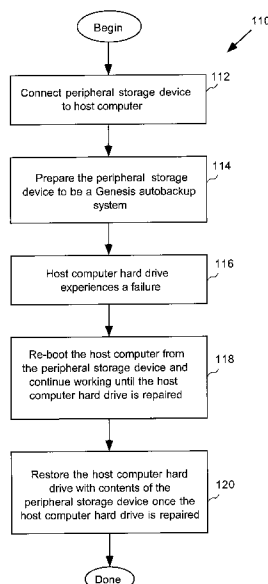 Begin
110
112
Connect peripheral storage device
to host computer
114
Prepare the peripheral storage
device to be a Genesis autobackup
system
116
Host computer hard drive
experiences a failure
Re-boot the host computer from
the peripheral storage device and
continue working until the host
computer hard drive is repaired
118
Restore the host computer hard
drive with contents of the
peripheral storage device once the
host computer hard drive is repaired
120
Done